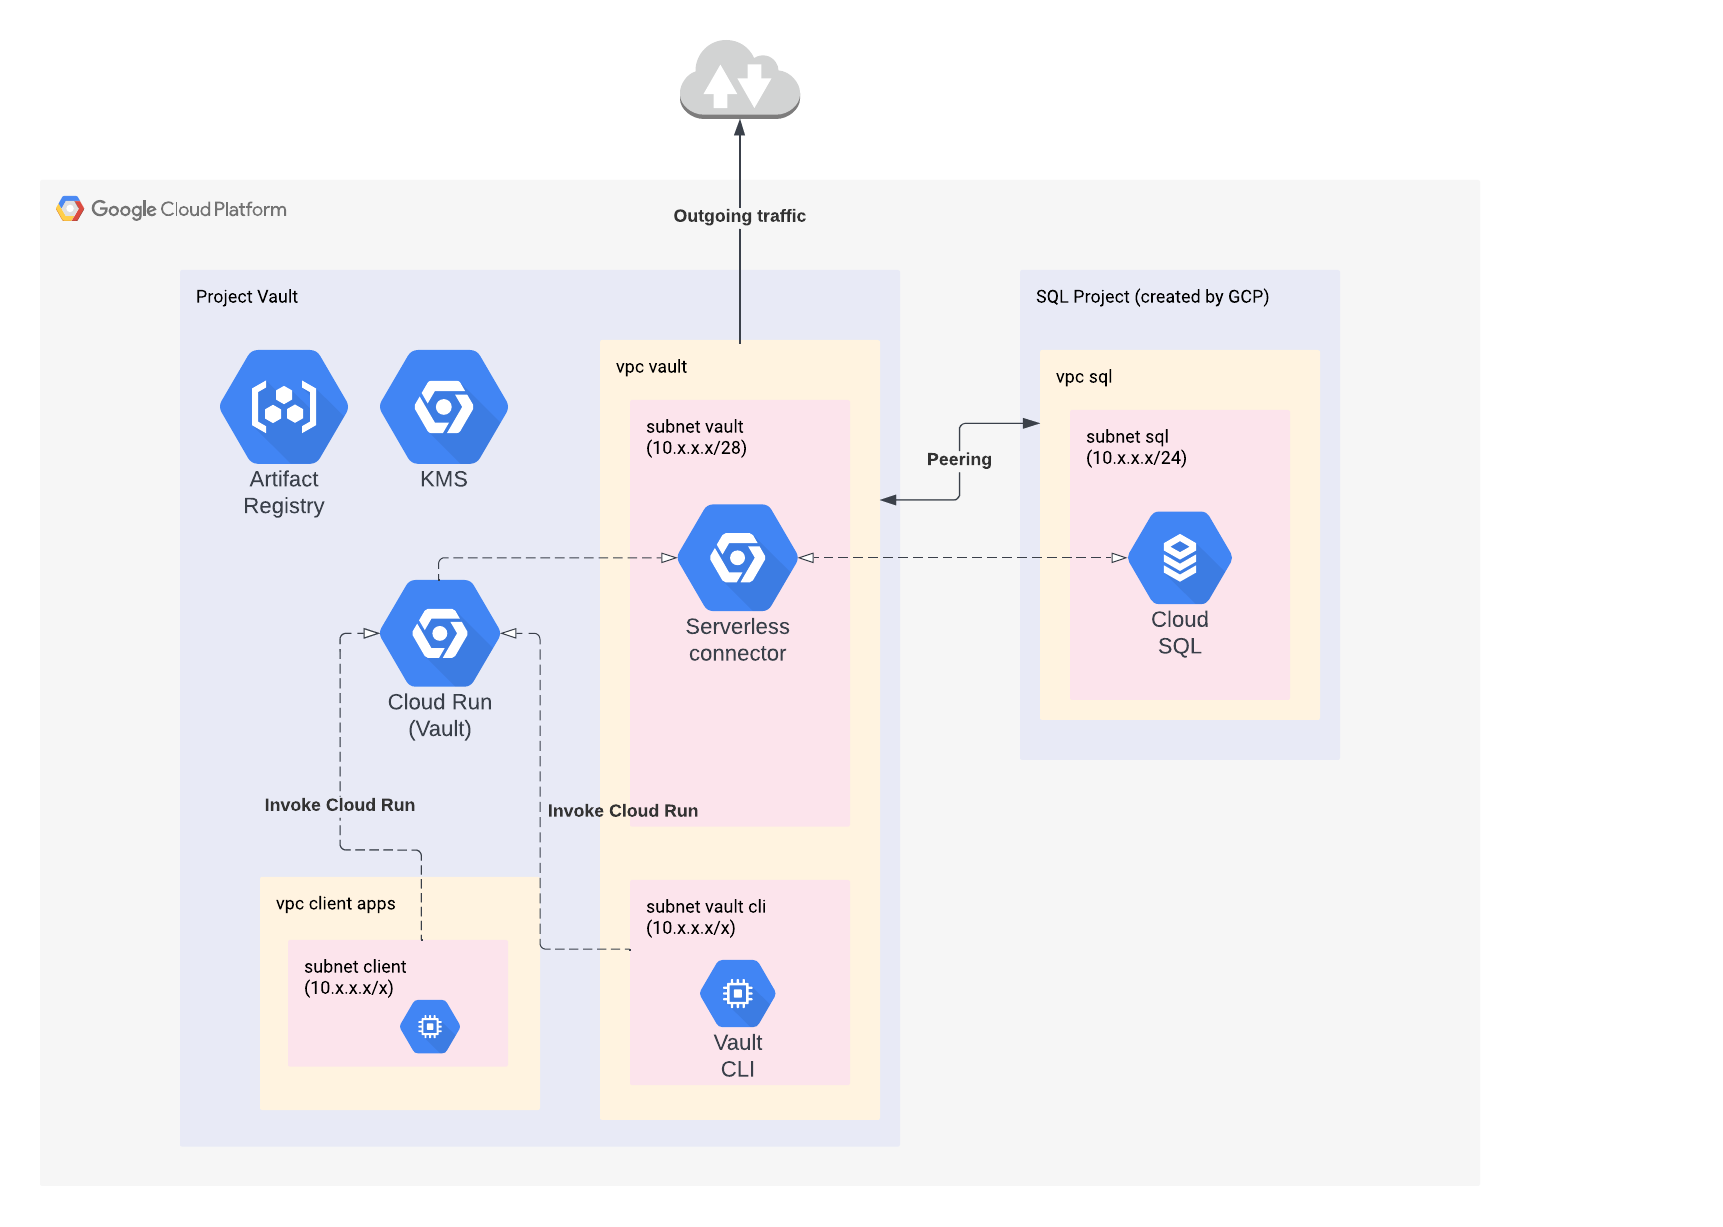 Google Cloud Platform
Outgoing traffic
Project Vault
SQL Project (created by GCP)
vpc vault
vpc sql
subnet vault
(10.x.x.x/28)
subnet sql
(10.x.x.x/24)
Peering
Artifact
Registry
KMS
Serverless
connector
Cloud
SQL
Cloud Run
(Vault)
Invoke Cloud Run
Invoke Cloud Run
vpc client apps
subnet client
(10.x.x.x/x)
subnet vault cli
(10.x.x.x/x)
Vault
CLI